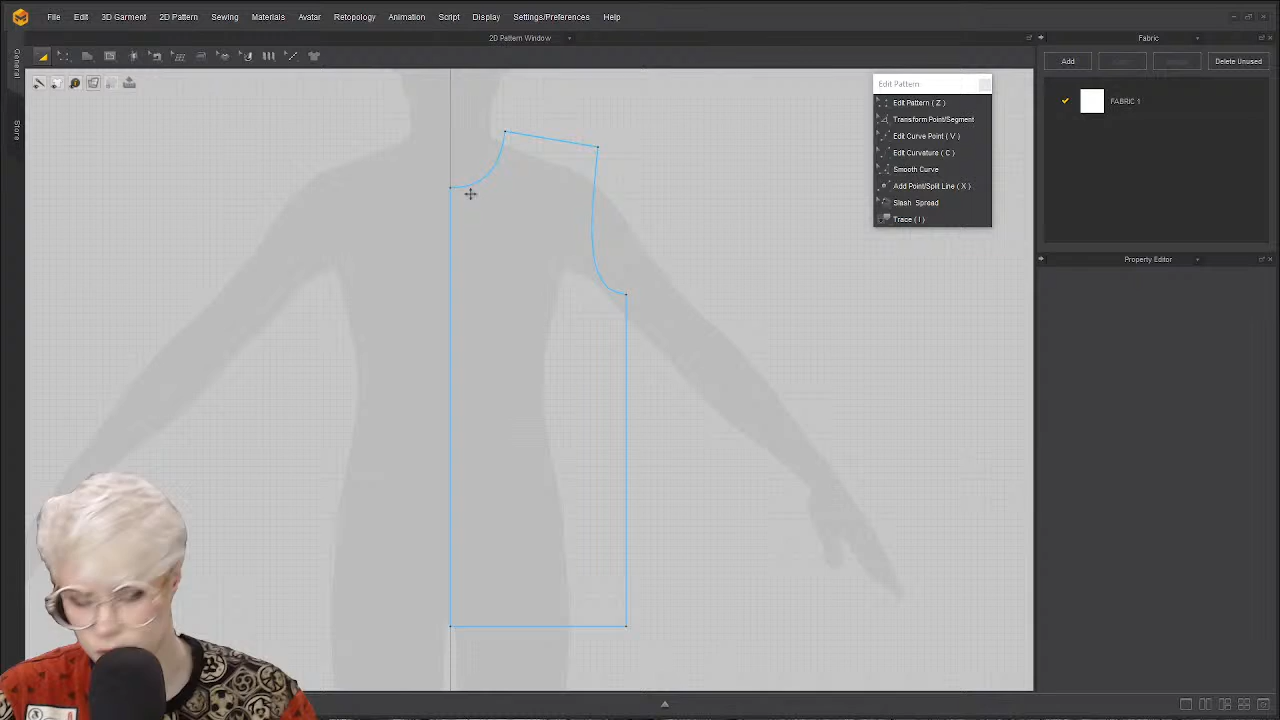 File Edit 3D Garment 2D Pattern Sewing Materials Avatar Retopology Animation Script Display Settings/Preferences Help
2D Pattern Window
Fabric
General
Store
Add
Delete Unused
FABRIC 1
Edit Pattern
Edit Pattern ( Z )
Transform Point/Segment
Edit Curve Point ( V )
Edit Curvature ( C )
Smooth Curve
Add Point/Split Line ( X )
Slash Spread
Trace ( I )
Property Editor